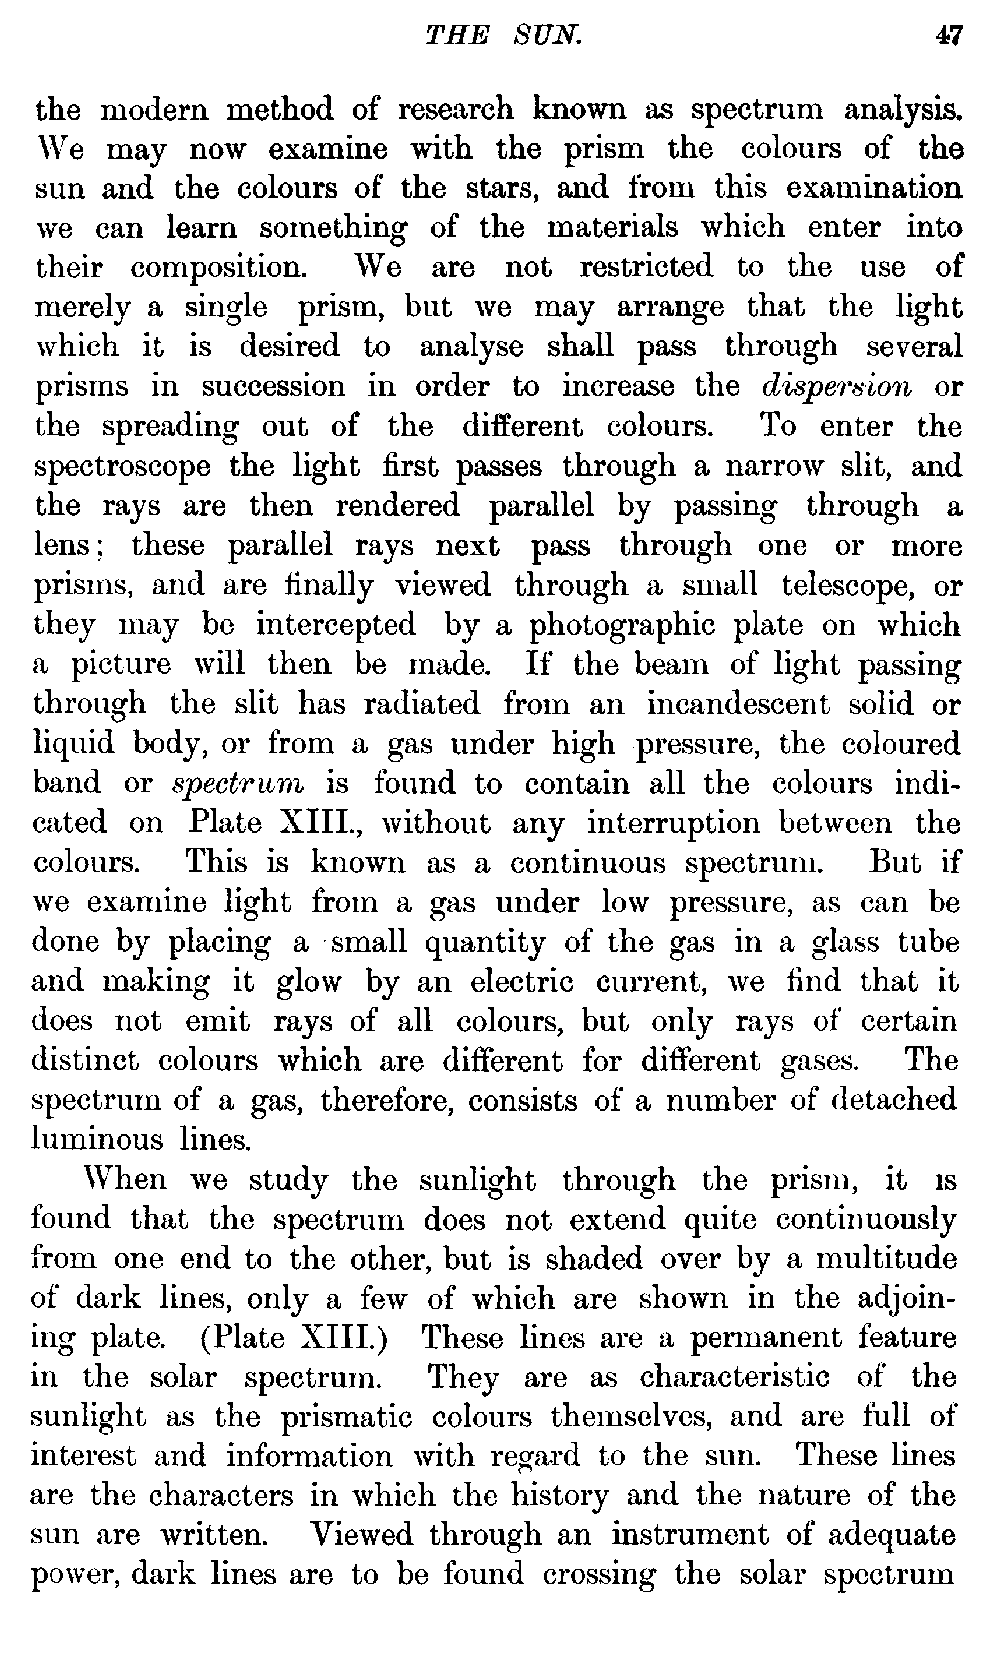 THE SUN. 47
the modern method of research known as spectrum analysis.
We may now examine with the prism the colours of the
sun and the colours of the stars, and from this examination
we can learn something of the materials which enter into
their composition. We are not restricted to the use of
merely a single prism, but we may arrange that the light
which it is desired to analyse shall pass through several
prisms in succession in order to increase the dispersion or
the spreading out of the different colours. To enter the
spectroscope the light first passes through a narrow slit, and
the rays are then rendered parallel by passing through a
lens; these parallel rays next pass through one or more
prisms, and are finally viewed through a small telescope, or
they may be intercepted by a photographic plate on which
a picture will then be made. If the beam of light passing
through the slit has radiated from an incandescent solid or
liquid body, or from a gas under high pressure, the coloured
band or spectrum is found to contain all the colours indi-
cated on Plate XIII., without any interruption between the
colours. This is known as a continuous spectrum. But if
we examine light from a gas under low pressure, as can be
done by placing a small quantity of the gas in a glass tube
and making it glow by an electric current, we find that it
does not emit rays of all colours, but only rays of certain
distinct colours which are different for different gases. The
spectrum of a gas, therefore, consists of a number of detached
luminous lines.
When we study the sunlight through the prism, it is
found that the spectrum does not extend quite continuously
from one end to the other, but is shaded over by a multitude
of dark lines, only a few of which are shown in the adjoin-
ing plate. (Plate XIII.) These lines are a permanent feature
in the solar spectrum. They are as characteristic of the
sunlight as the prismatic colours themselves, and are full of
interest and information with regard to the sun. These lines
are the characters in which the history and the nature of the
sun are written. Viewed through an instrument of adequate
power, dark lines are to be found crossing the solar spectrum